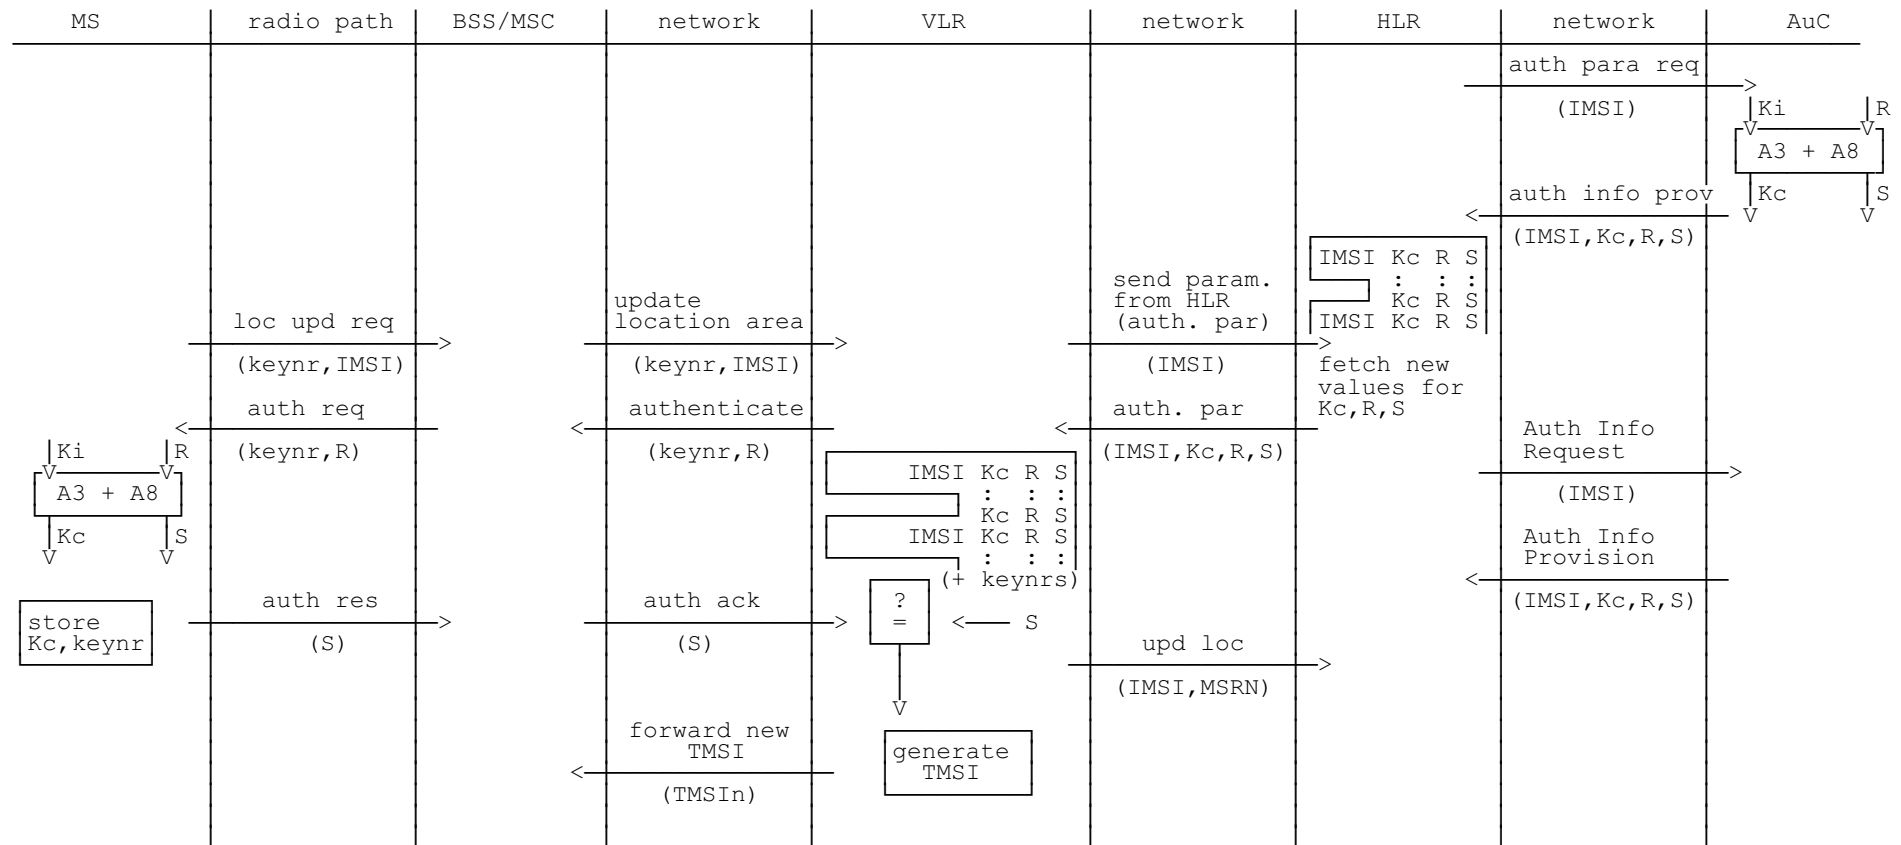 MS radio path BSS/MSC network VLR network HLR network AuC
auth para req
(IMSI)
Ki R
A3 + A8
Kc S
auth info prov
(IMSI,Kc,R,S)
IMSI Kc R S
: : :
Kc R S
IMSI Kc R S
send param.
from HLR
(auth. par)
(IMSI)
update
location area
(keynr,IMSI)
loc upd req
(keynr,IMSI)
fetch new
values for
Kc,R,S
auth req
(keynr,R)
authenticate
(keynr,R)
auth. par
(IMSI,Kc,R,S)
Auth Info
Request
(IMSI)
Ki R
A3 + A8
Kc S
IMSI Kc R S
: : :
Kc R S
IMSI Kc R S
: : :
(+ keynrs)
Auth Info
Provision
(IMSI,Kc,R,S)
store
Kc,keynr
auth res
(S)
auth ack
(S)
?
=
S
upd loc
(IMSI,MSRN)
forward new
TMSI
(TMSIn)
generate
TMSI